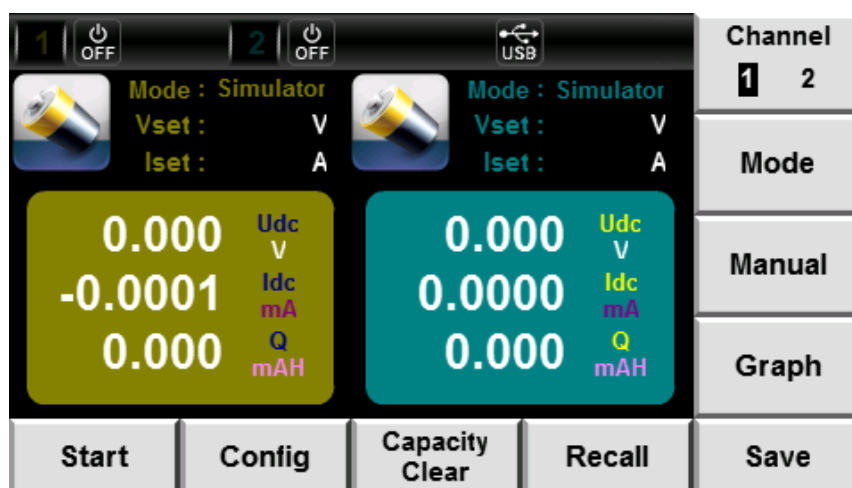 1 OFF 2 OFF USB
Channel
1 2
Mode : Simulator
Vset : V
Iset : A
Mode : Simulator
Vset : V
Iset : A
Mode
0.000 Udc V
-0.0001 Idc mA
0.000 Q mAH
0.000 Udc V
0.0000 Idc mA
0.000 Q mAH
Manual
Graph
Start
Config
Capacity
Clear
Recall
Save